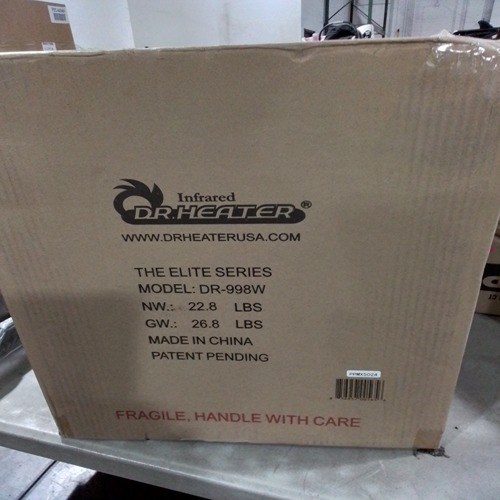 Infrared
DR. HEATER®
WWW.DRHEATERUSA.COM
THE ELITE SERIES
MODEL: DR-998W
NW.: 22.8 LBS
GW.: 26.8 LBS
MADE IN CHINA
PATENT PENDING
FRAGILE, HANDLE WITH CARE